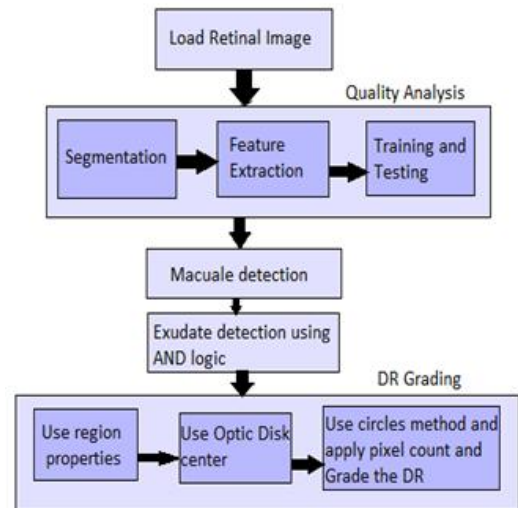 Load Retinal Image
Quality Analysis
Segmentation
Feature
Extraction
Training and
Testing
Macuale detection
Exudate detection using
AND logic
DR Grading
Use region
properties
Use Optic Disk
center
Use circles method and
apply pixel count and
Grade the DR